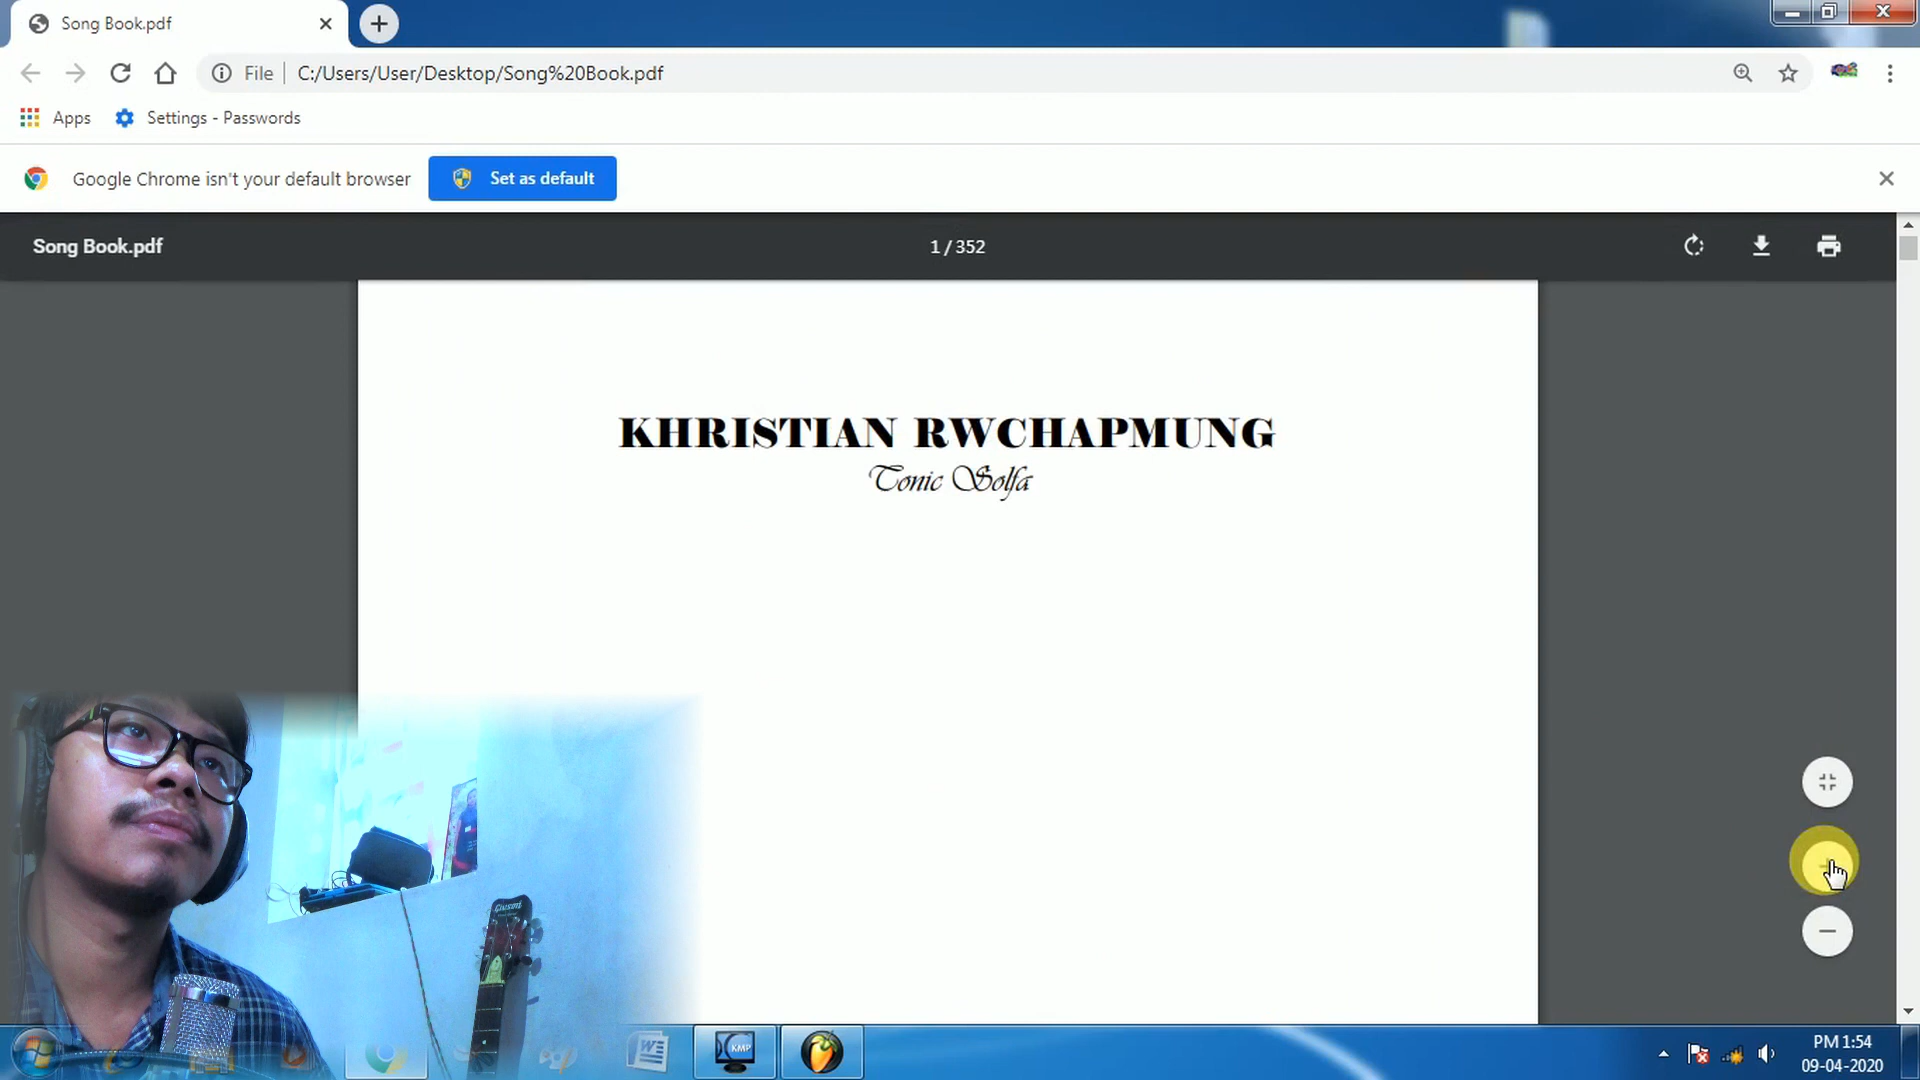 Song Book.pdf
File
C:/Users/User/Desktop/Song%20Book.pdf
Apps
Settings - Passwords
Google Chrome isn't your default browser
Set as default
Song Book.pdf
1 / 352
KHRISTIAN RWCHAPMUNG
Tonic Solfa
KMP
PM 1:54
09-04-2020